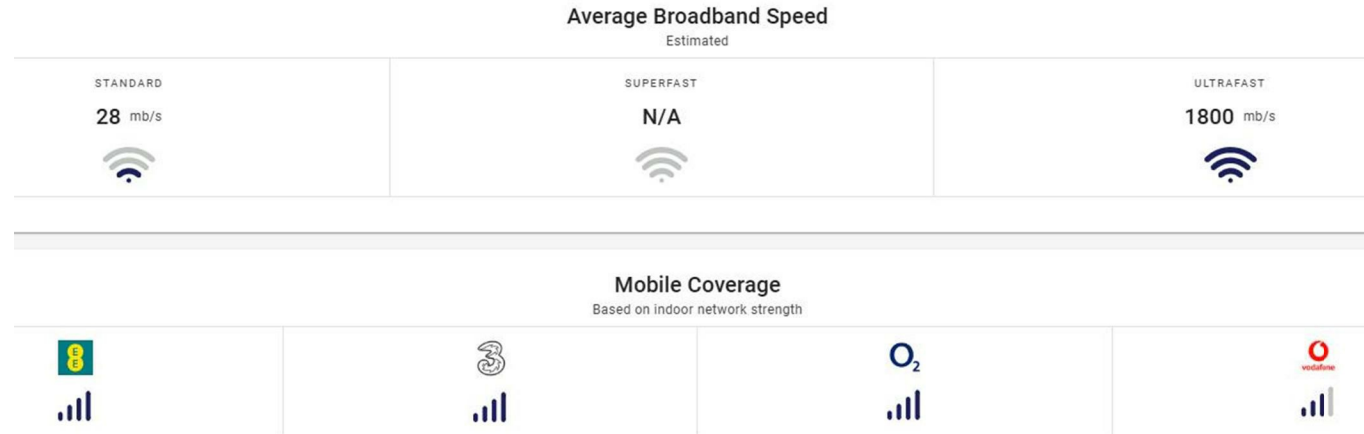 Average Broadband Speed
Estimated
STANDARD
28 mb/s
SUPERFAST
N/A
ULTRAFAST
1800 mb/s
Mobile Coverage
Based on indoor network strength
EE
3
O2
vodafone